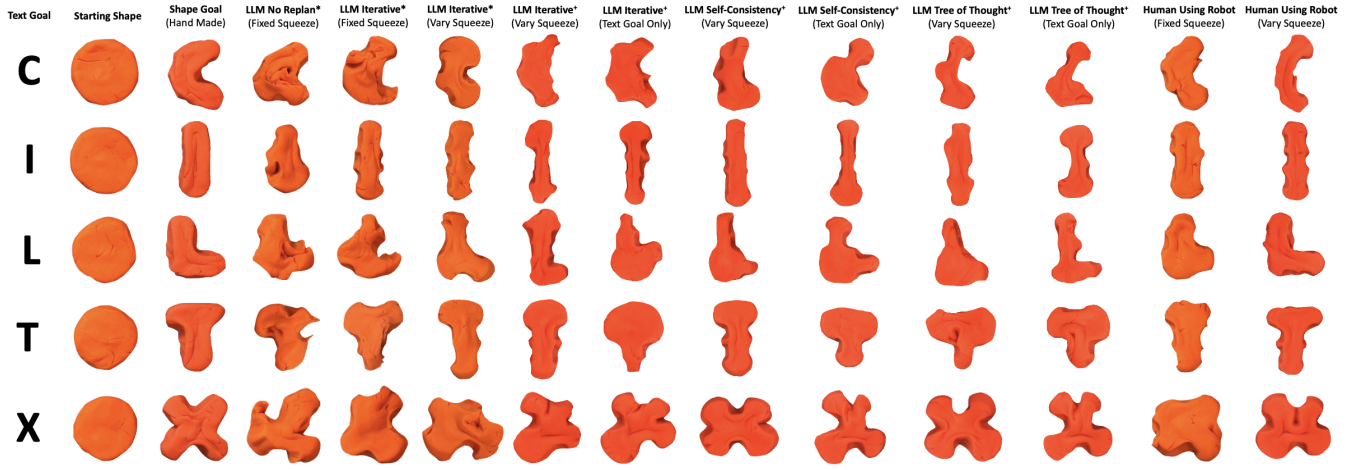 Text Goal
Starting Shape
Shape Goal
(Hand Made)
LLM No Replan*
(Fixed Squeeze)
LLM Iterative*
(Fixed Squeeze)
LLM Iterative*
(Vary Squeeze)
LLM Iterative⁺
(Vary Squeeze)
LLM Iterative⁺
(Text Goal Only)
LLM Self-Consistency⁺
(Vary Squeeze)
LLM Self-Consistency⁺
(Text Goal Only)
LLM Tree of Thought⁺
(Vary Squeeze)
LLM Tree of Thought⁺
(Text Goal Only)
Human Using Robot
(Fixed Squeeze)
Human Using Robot
(Vary Squeeze)
C
I
L
T
X